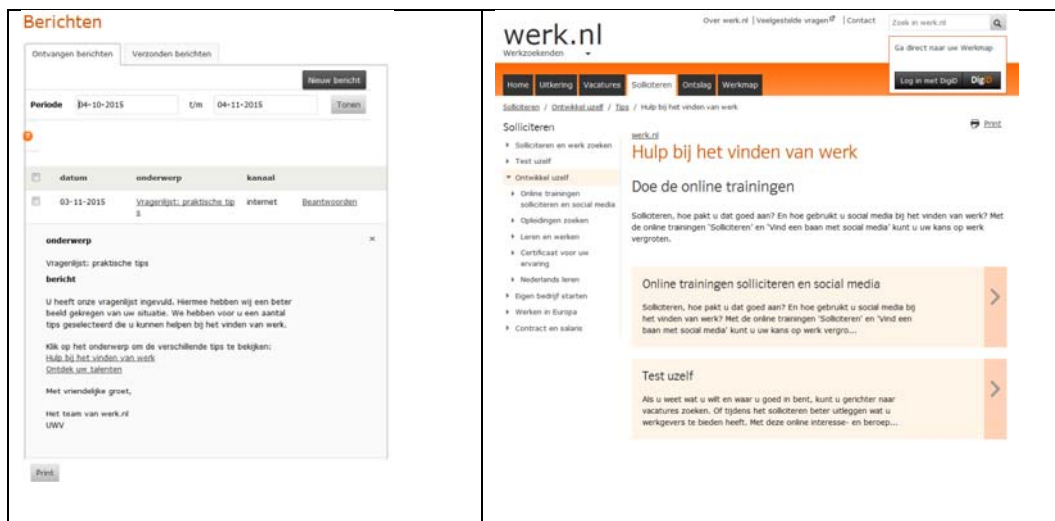 Berichten
Ontvangen berichten
Verzonden berichten
Nieuw bericht
Periode 04-10-2015 t/m 04-11-2015 Tonen
datum onderwerp kanaal
03-11-2015 Vragenlijst: praktische tip internet Beantwoorden
s
onderwerp
Vragenlijst: praktische tips
bericht
U heeft onze vragenlijst ingevuld. Hiermee hebben wij een beter
beeld gekregen van uw situatie. We hebben voor u een aantal
tips geselecteerd die u kunnen helpen bij het vinden van werk.
Klik op het onderwerp om de verschillende tips te bekijken:
Hulp bij het vinden van werk
Ontdek uw talenten
Met vriendelijke groet,
Het team van werk.nl
UWV
Print
Over werk.nl | Veelgestelde vragen | Contact
Zoek in werk.nl
werk.nl
Werkzoekenden
Ga direct naar uw Werkmap
Log in met DigiD DigiD
Home Uitkering Vacatures Solliciteren Ontslag Werkmap
Solliciteren / Ontwikkel uzelf / Tips / Hulp bij het vinden van werk
Print
Solliciteren
Solliciteren en werk zoeken
Test uzelf
Ontwikkel uzelf
Online trainingen
solliciteren en social media
Opleidingen zoeken
Leren en werken
Certificaat voor uw
ervaring
Nederlands leren
Eigen bedrijf starten
Werken in Europa
Contract en salaris
werk.nl
Hulp bij het vinden van werk
Doe de online trainingen
Solliciteren, hoe pakt u dat goed aan? En hoe gebruikt u social media bij het vinden van werk? Met
de online trainingen 'Solliciteren' en 'Vind een baan met social media' kunt u uw kans op werk
vergroten.
Online trainingen solliciteren en social media
Solliciteren, hoe pakt u dat goed aan? En hoe gebruikt u social media bij
het vinden van werk? Met de online trainingen 'Solliciteren' en 'Vind een
baan met social media' kunt u uw kans op werk vergro...
Test uzelf
Als u weet wat u wilt en waar u goed in bent, kunt u gerichter naar
vacatures zoeken. Of tijdens het solliciteren beter uitleggen wat u
werkgevers te bieden heeft. Met deze online interesse- en beroep...